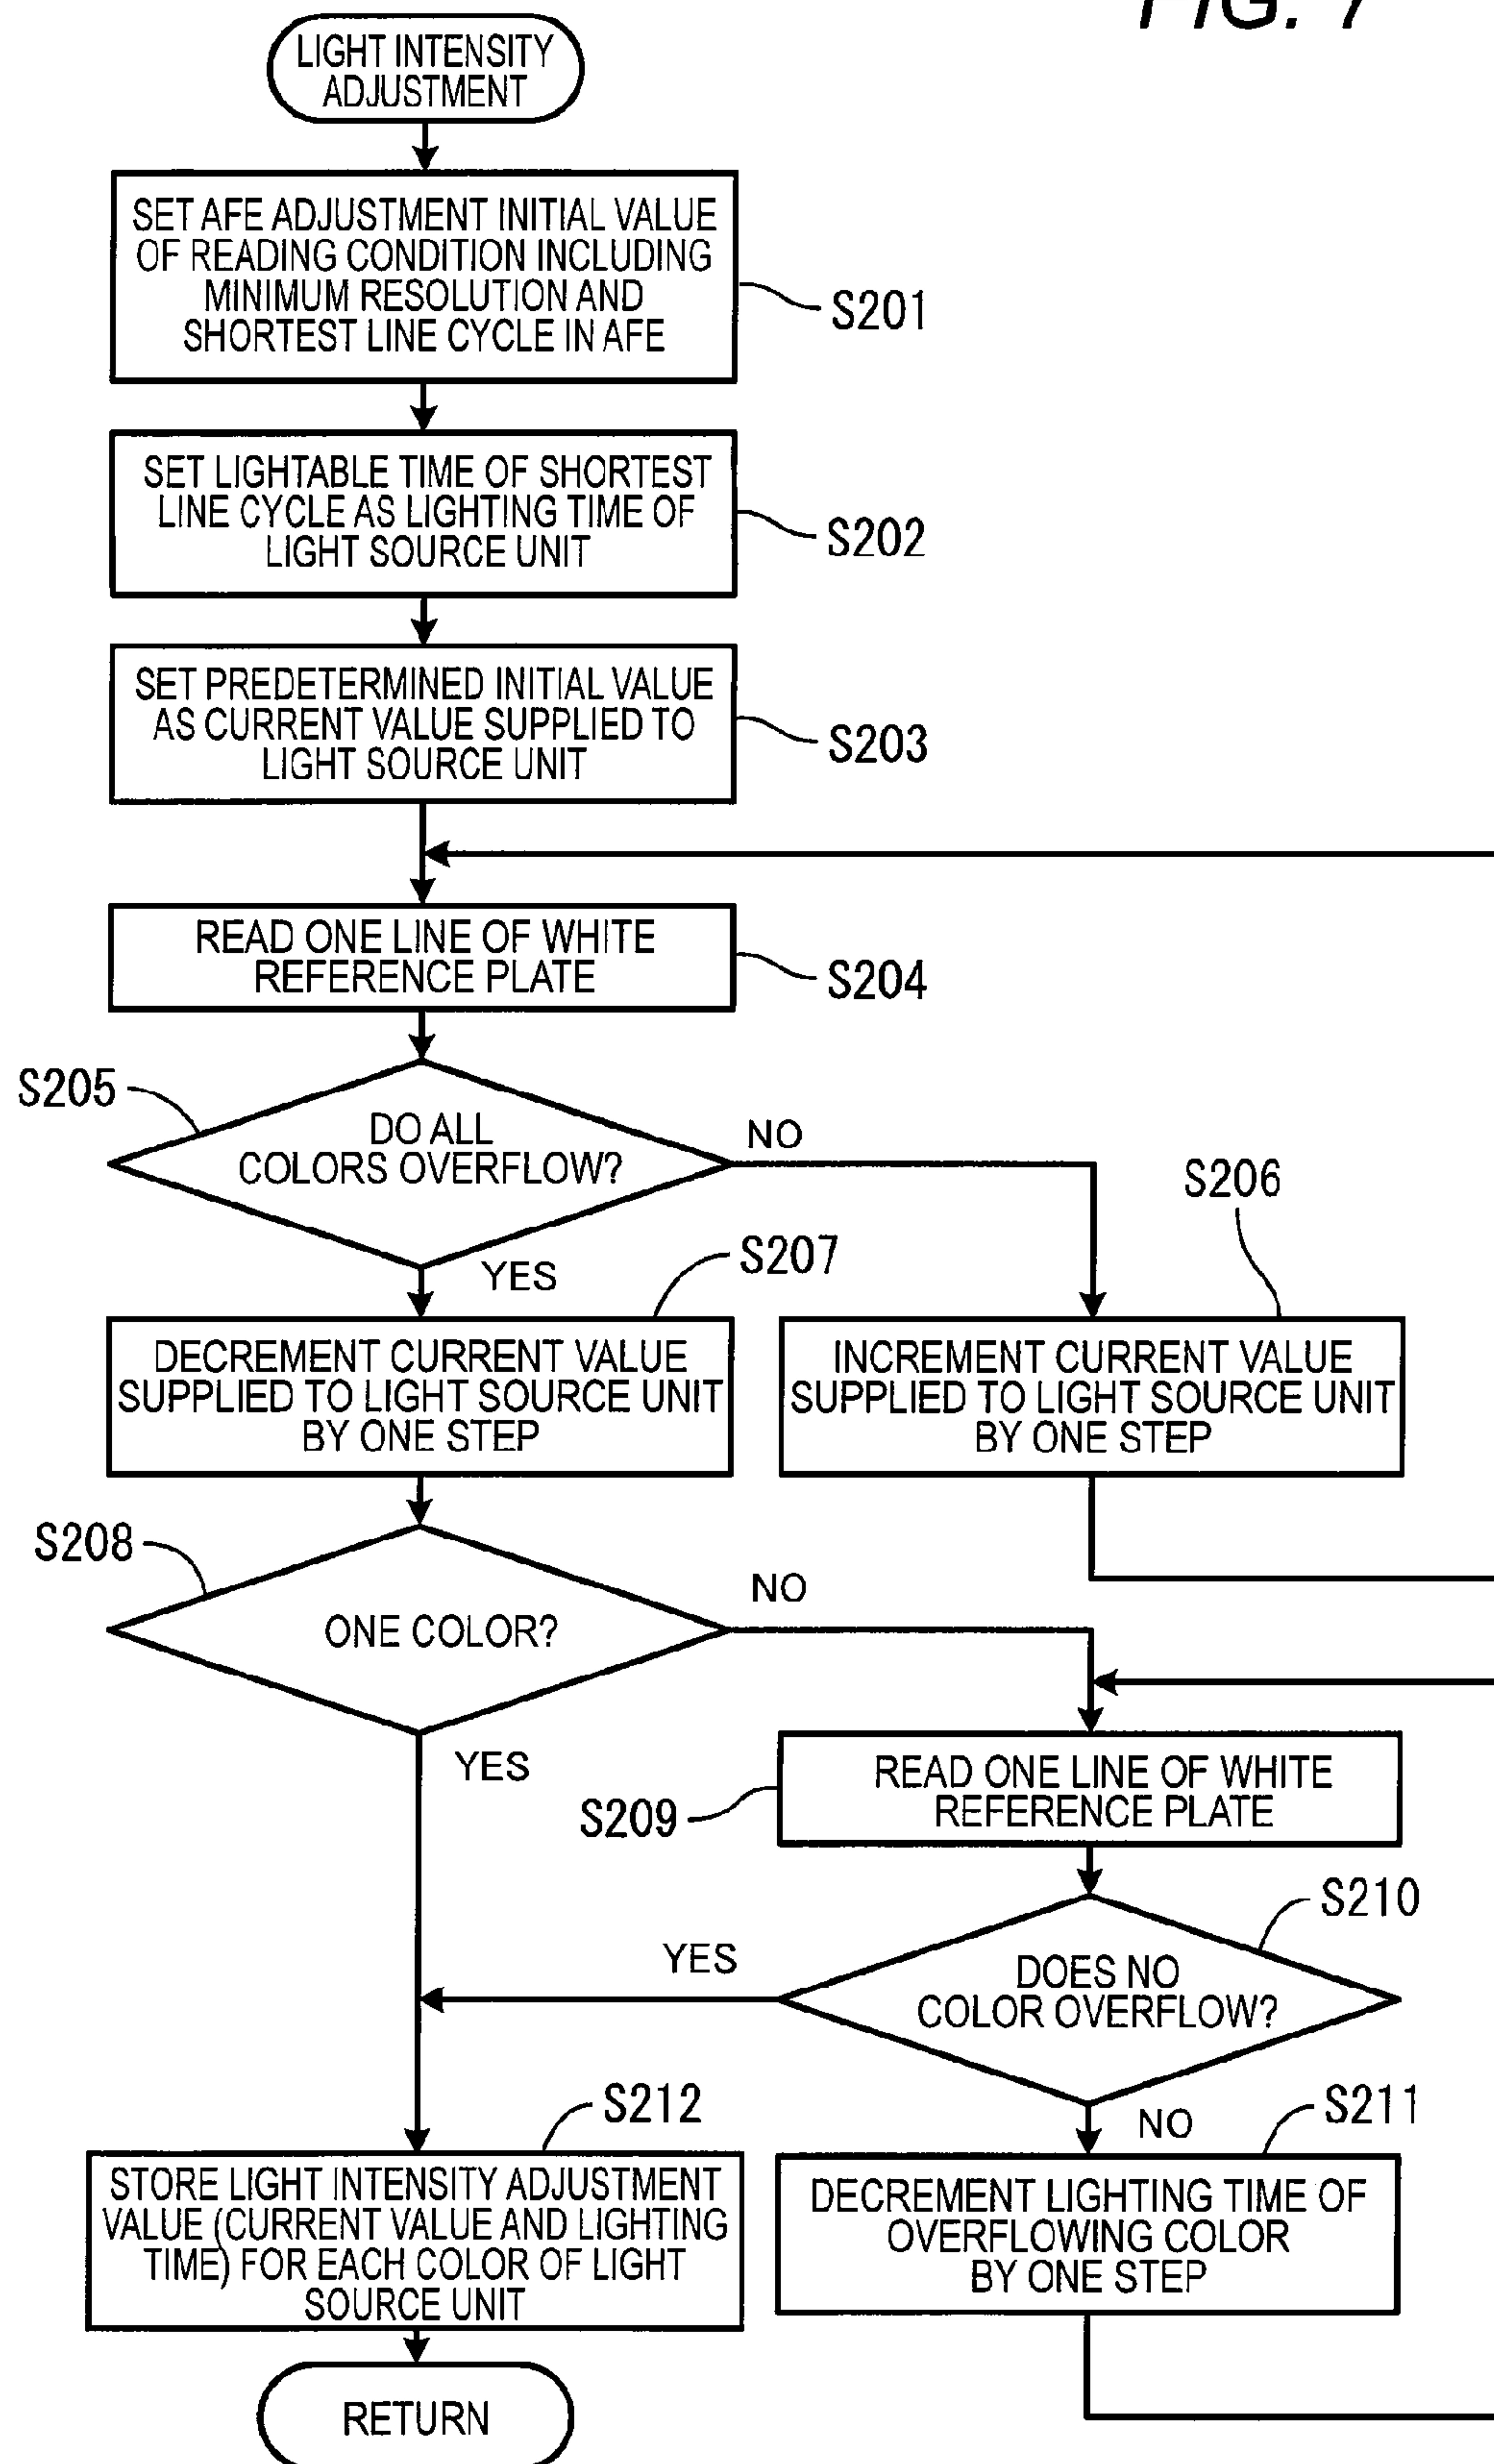 FIG. 7
LIGHT INTENSITY
ADJUSTMENT
SET AFE ADJUSTMENT INITIAL VALUE
OF READING CONDITION INCLUDING
MINIMUM RESOLUTION AND
SHORTEST LINE CYCLE IN AFE
S201
SET LIGHTABLE TIME OF SHORTEST
LINE CYCLE AS LIGHTING TIME OF
LIGHT SOURCE UNIT
S202
SET PREDETERMINED INITIAL VALUE
AS CURRENT VALUE SUPPLIED TO
LIGHT SOURCE UNIT
S203
READ ONE LINE OF WHITE
REFERENCE PLATE
S204
S205
DO ALL
COLORS OVERFLOW?
NO
YES
S206
S207
DECREMENT CURRENT VALUE
SUPPLIED TO LIGHT SOURCE UNIT
BY ONE STEP
INCREMENT CURRENT VALUE
SUPPLIED TO LIGHT SOURCE UNIT
BY ONE STEP
S208
ONE COLOR?
NO
YES
READ ONE LINE OF WHITE
REFERENCE PLATE
S209
S210
DOES NO
COLOR OVERFLOW?
YES
NO
S212
STORE LIGHT INTENSITY ADJUSTMENT
VALUE (CURRENT VALUE AND LIGHTING
TIME) FOR EACH COLOR OF LIGHT
SOURCE UNIT
S211
DECREMENT LIGHTING TIME OF
OVERFLOWING COLOR
BY ONE STEP
RETURN